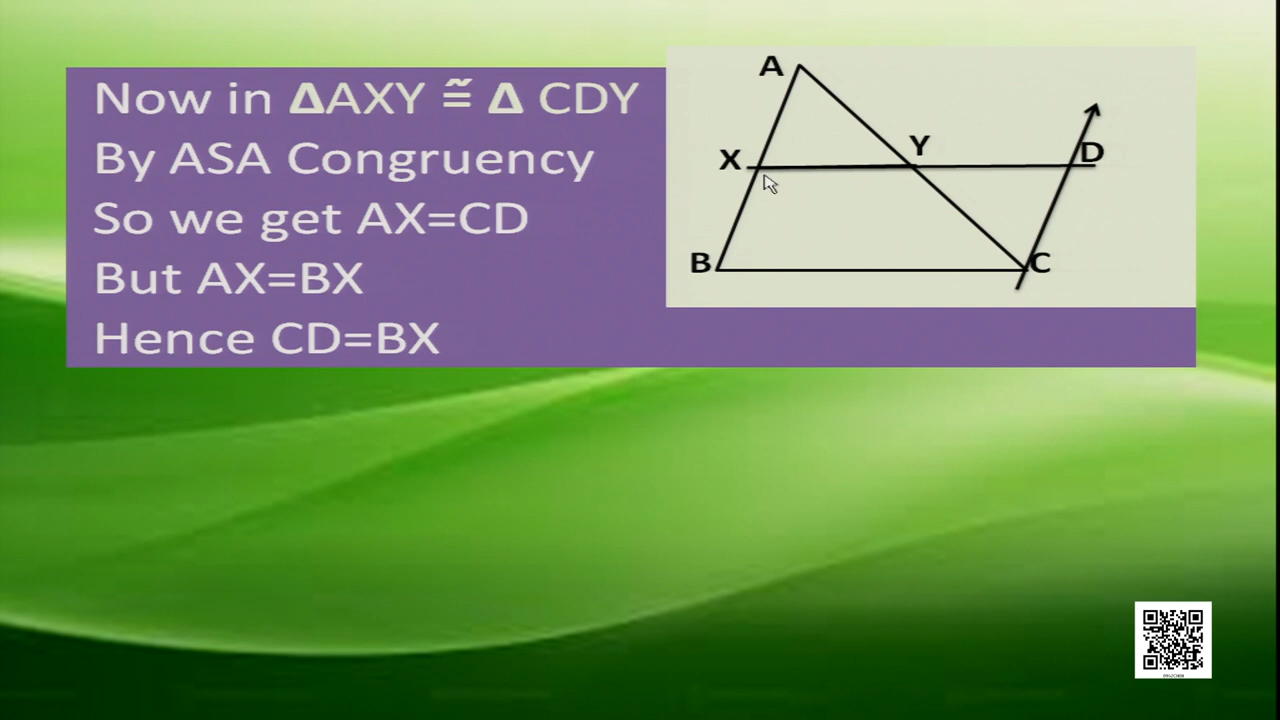 Now in ΔAXY ≅ Δ CDY
By ASA Congruency
So we get AX=CD
But AX=BX
Hence CD=BX
A
X
Y
D
B
C